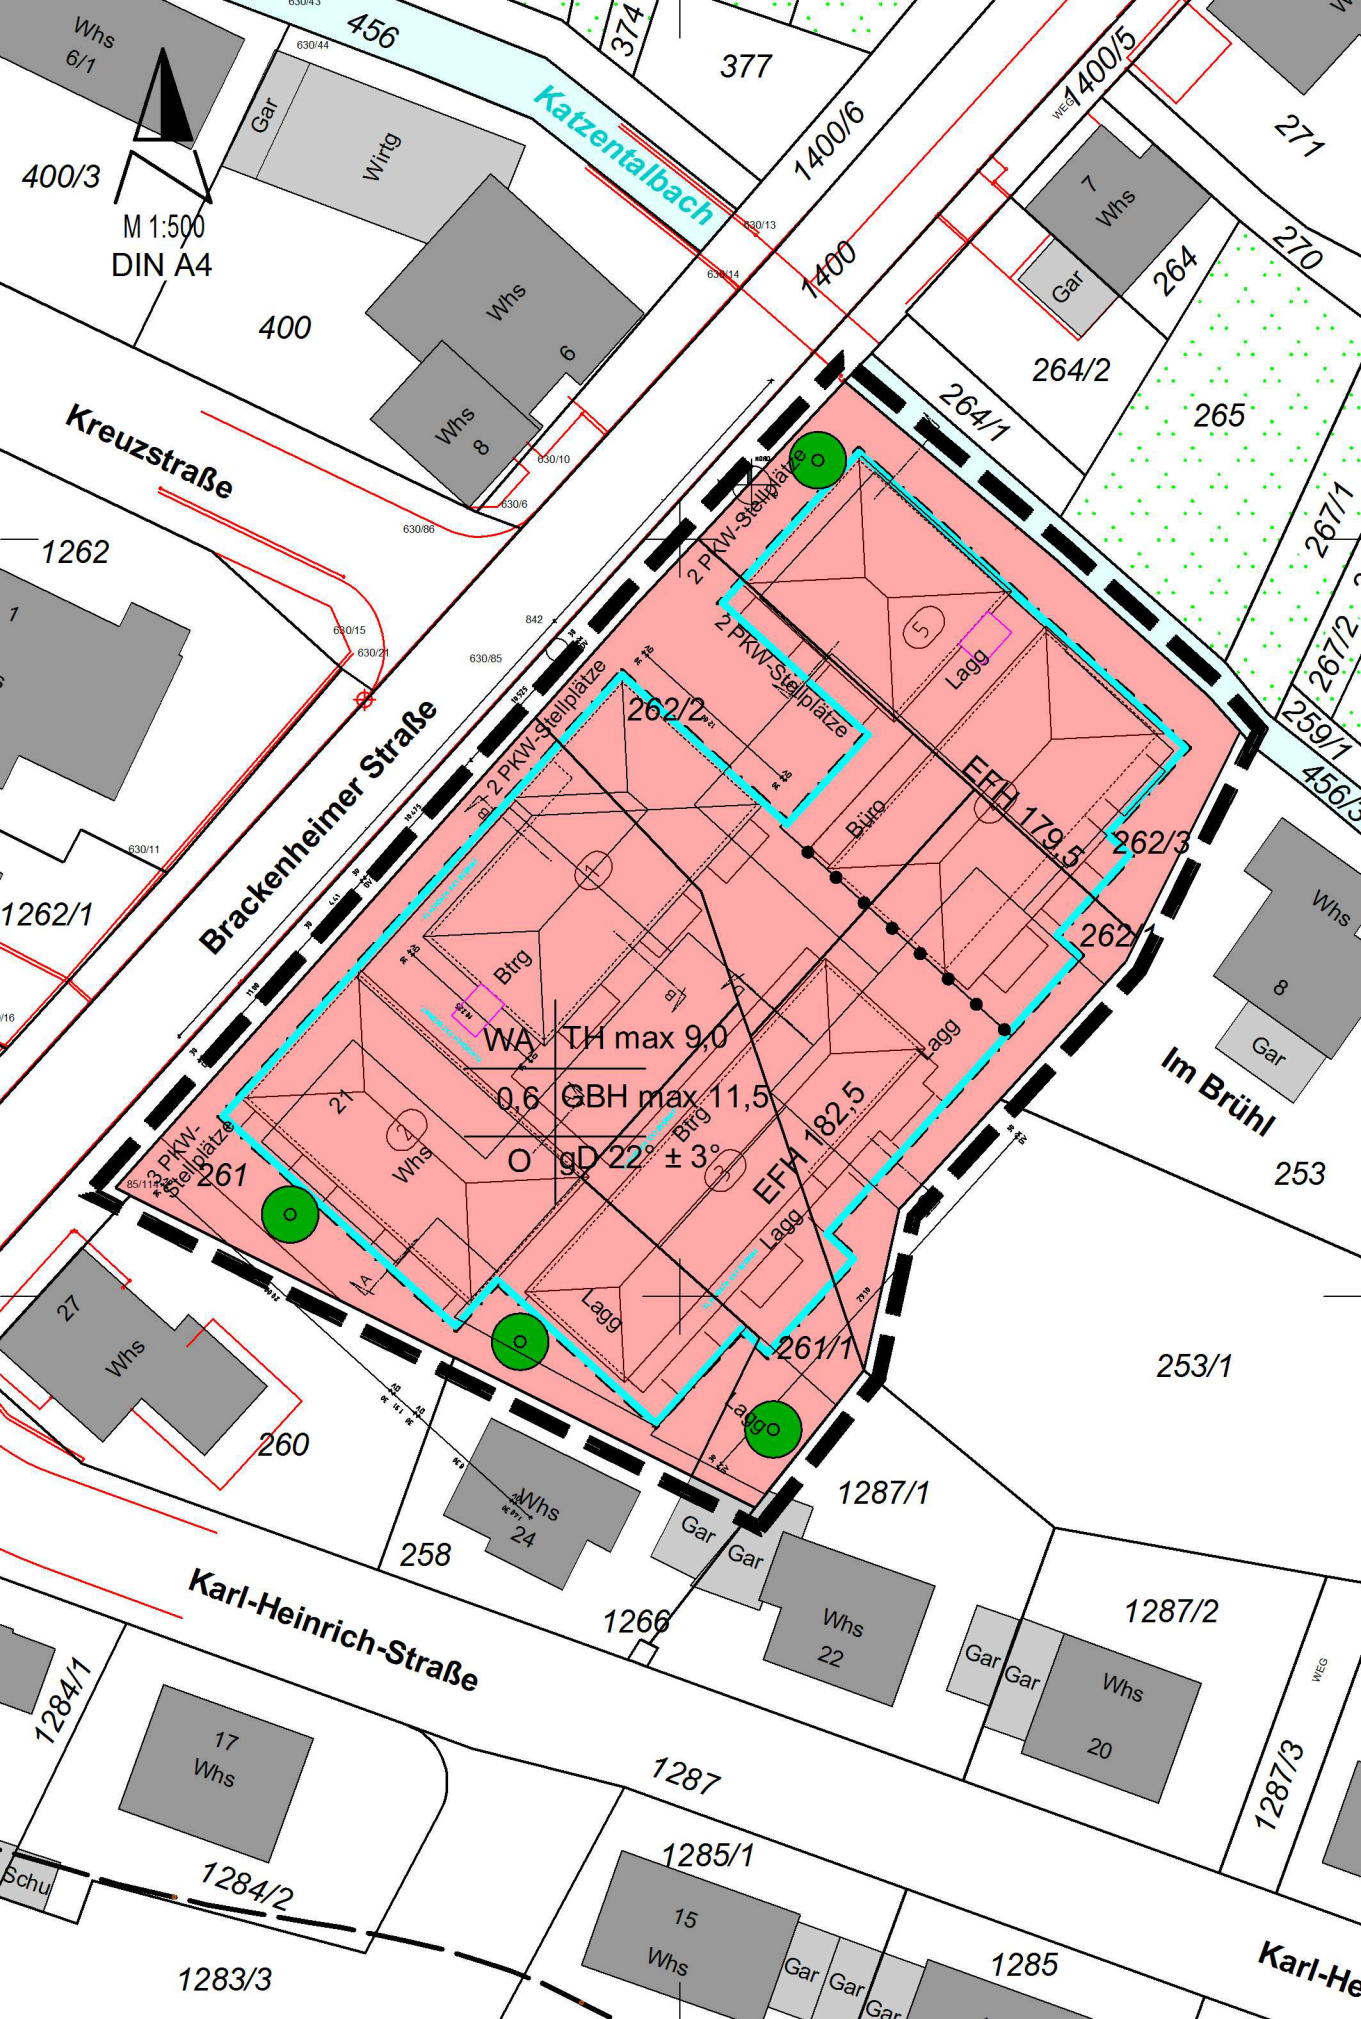 630/43
456
374
377
1400/5
WEG
Whs
6/1
630/44
Gar
Wirtg
Katzentalbach
1400/6
271
400/3
M 1:500
DIN A4
7
Whs
630/13
270
264
630/14
1400
Gar
400
Whs
6
264/2
264/1
265
Kreuzstraße
Whs
8
630/10
630/6
630/86
2 PKW-Stellplätze
267/1
1262
1
630/15
630/21
842
630/85
5
2 PKW-Stellplätze
Lagg
267/2
262/2
2 PKW-Stellplätze
259/1
456/3
Brackenheimer Straße
EFH 179,5
Büro
262/3
630/11
1262/1
1
B
Btrg
262/1
Whs
8
Gar
B
WA
TH max 9,0
Lagg
Im Brühl
0,6
GBH max 11,5
21
2
Whs
Btrg
O
gD 22° ± 3°
3
EFH 182,5
3 PKW-
Stellplätze
261
85/114
253
Lagg
A
27
Whs
Lagg
261/1
253/1
260
Lagg
Whs
24
1287/1
Gar
Gar
258
Karl-Heinrich-Straße
1266
Whs
22
1287/2
Gar
Gar
Whs
20
WEG
1284/1
17
Whs
1287
1287/3
1285/1
Schu
1284/2
15
Whs
Gar
Gar
Gar
1285
Karl-He
1283/3